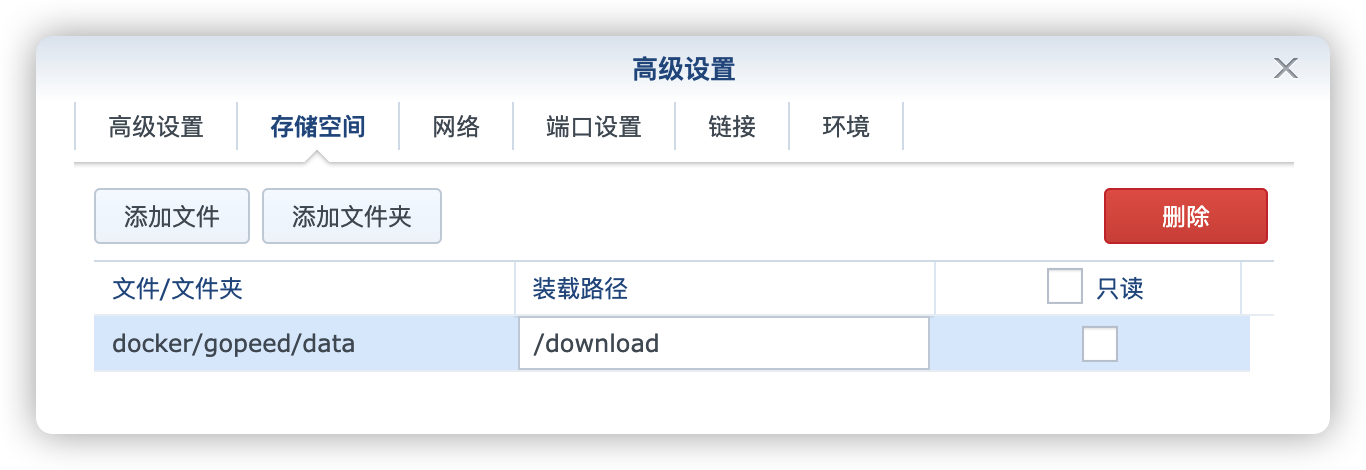 高级设置
高级设置 存储空间 网络 端口设置 链接 环境
添加文件 添加文件夹 删除
文件/文件夹 装载路径 只读
docker/gopeed/data /download